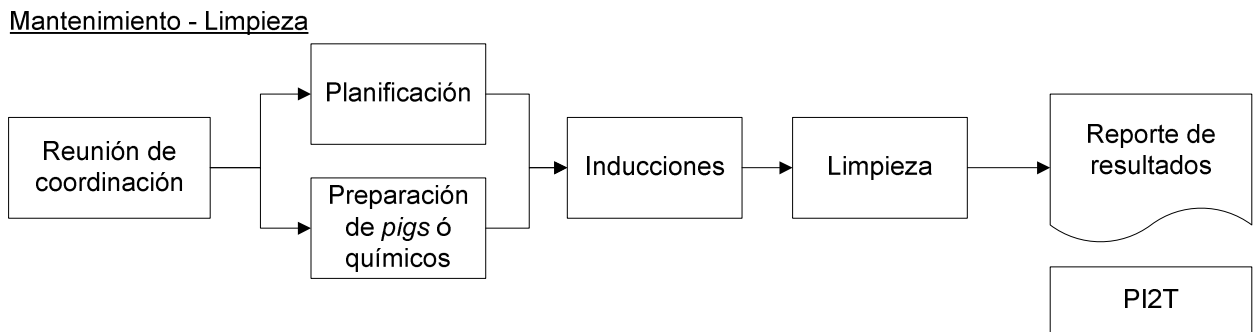 Mantenimiento - Limpieza
Reunión de
coordinación
Planificación
Preparación
de pigs ó
químicos
Inducciones
Limpieza
Reporte de
resultados
PI2T